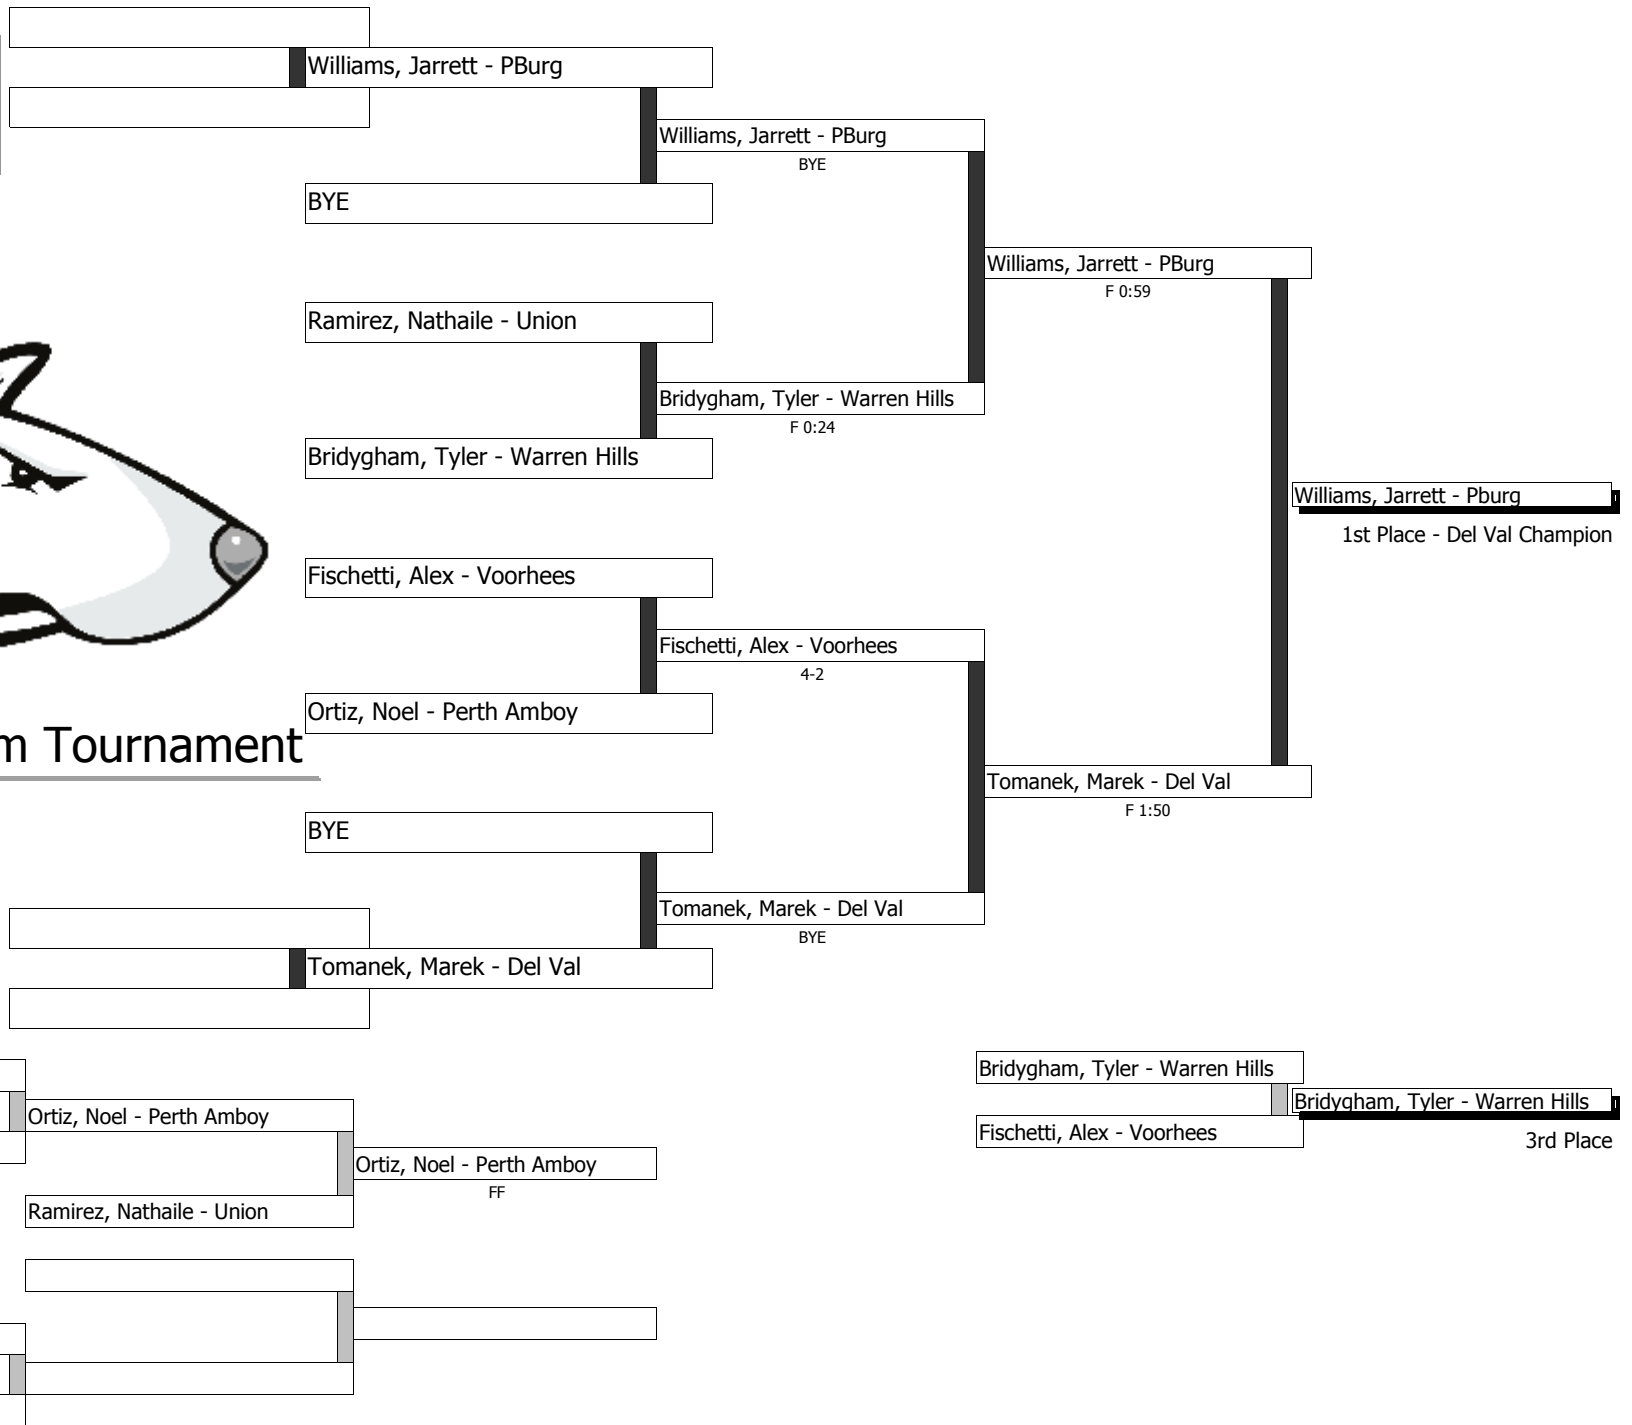 Williams, Jarrett - PBurg
Williams, Jarrett - PBurg
BYE
BYE
Williams, Jarrett - PBurg
F 0:59
Ramirez, Nathaile - Union
Bridygham, Tyler - Warren Hills
F 0:24
Bridygham, Tyler - Warren Hills
Williams, Jarrett - Pburg
1st Place - Del Val Champion
Fischetti, Alex - Voorhees
Fischetti, Alex - Voorhees
4-2
Ortiz, Noel - Perth Amboy
m Tournament
Tomanek, Marek - Del Val
F 1:50
BYE
Tomanek, Marek - Del Val
BYE
Tomanek, Marek - Del Val
Bridygham, Tyler - Warren Hills
Bridygham, Tyler - Warren Hills
Fischetti, Alex - Voorhees
3rd Place
Ortiz, Noel - Perth Amboy
Ortiz, Noel - Perth Amboy
FF
Ramirez, Nathaile - Union